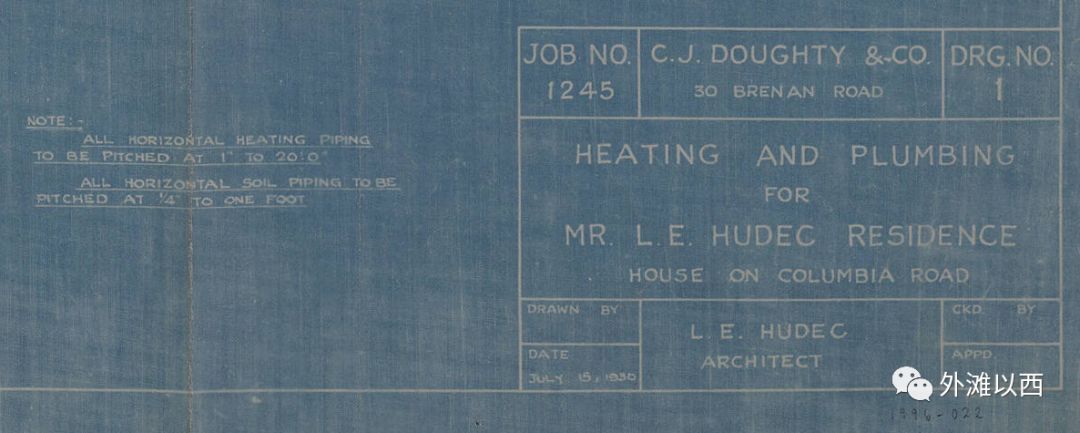 NOTE:-
ALL HORIZONTAL HEATING PIPING
TO BE PITCHED AT 1" TO 20'0"
ALL HORIZONTAL SOIL PIPING TO BE
PITCHED AT ¼" TO ONE FOOT
JOB NO.
1245
C.J. DOUGHTY & CO.
30 BRENAN ROAD
DRG. NO.
1
HEATING AND PLUMBING
FOR
MR. L.E. HUDEC RESIDENCE
HOUSE ON COLUMBIA ROAD
DRAWN BY
DATE
JULY 15, 1930
L.E. HUDEC
ARCHITECT
CKD. BY
APPD.
外滩以西
1996-022